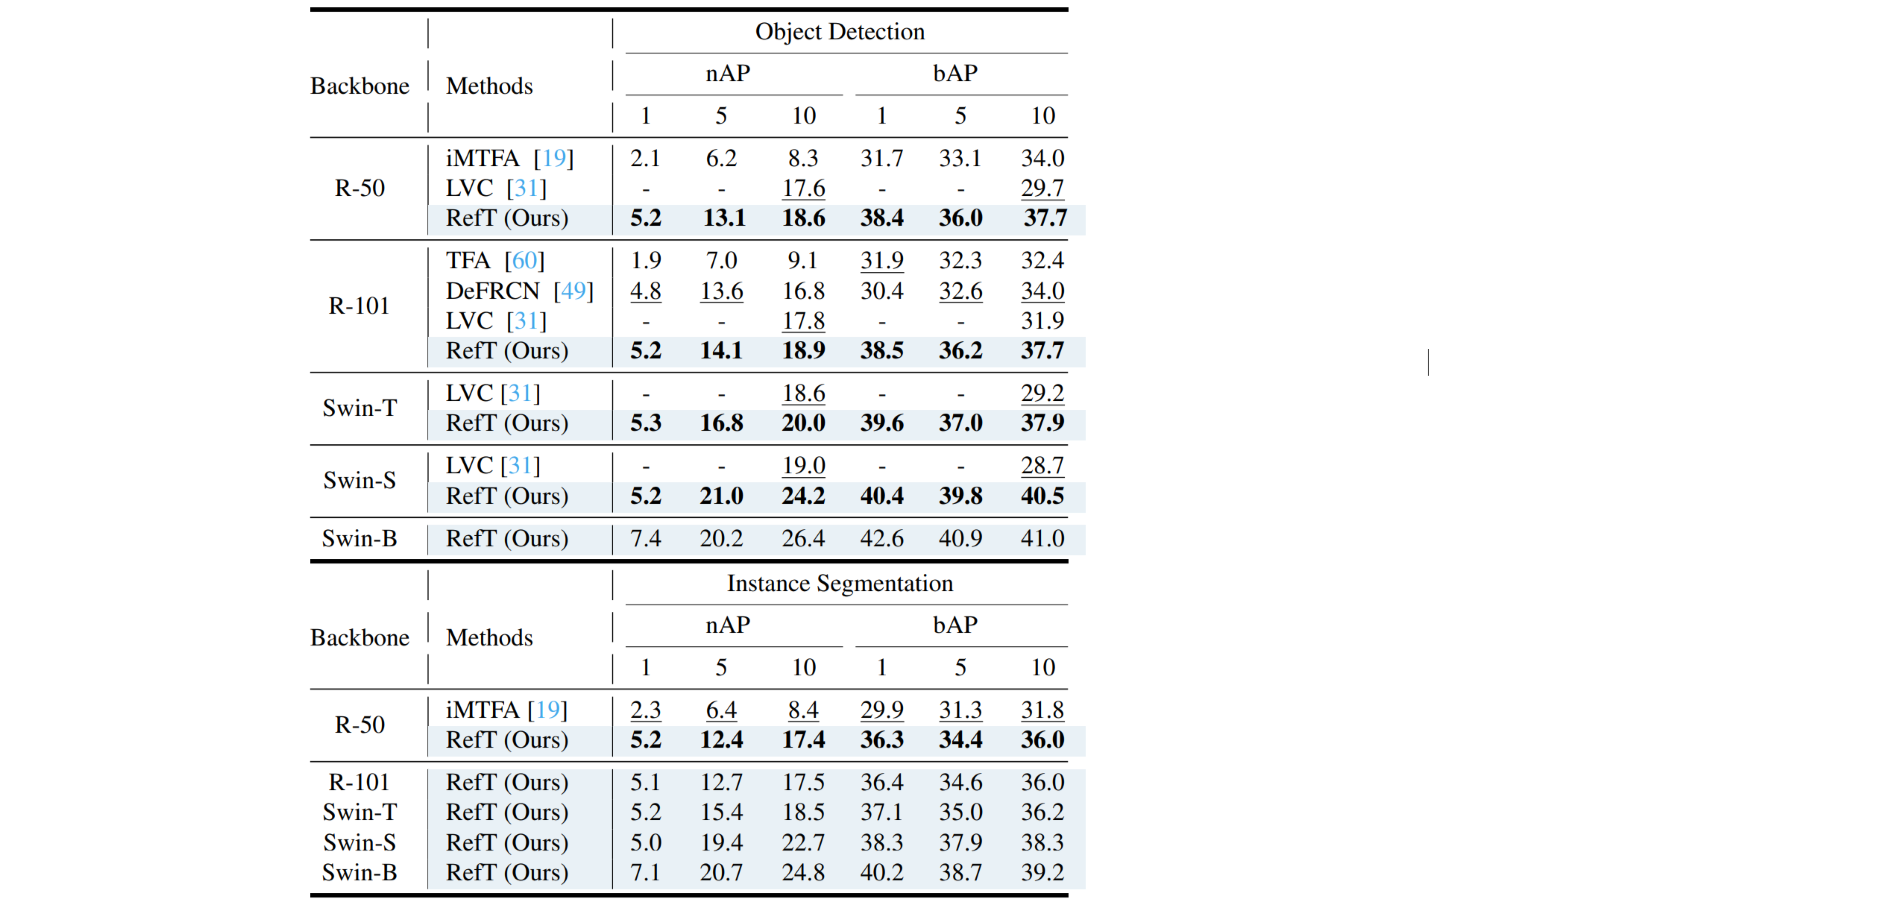 Object Detection
Backbone Methods nAP bAP
1 5 10 1 5 10
R-50
iMTFA [19] 2.1 6.2 8.3 31.7 33.1 34.0
LVC [31] - - 17.6 - - 29.7
RefT (Ours) 5.2 13.1 18.6 38.4 36.0 37.7
R-101
TFA [60] 1.9 7.0 9.1 31.9 32.3 32.4
DeFRCN [49] 4.8 13.6 16.8 30.4 32.6 34.0
LVC [31] - - 17.8 - - 31.9
RefT (Ours) 5.2 14.1 18.9 38.5 36.2 37.7
Swin-T
LVC [31] - - 18.6 - - 29.2
RefT (Ours) 5.3 16.8 20.0 39.6 37.0 37.9
Swin-S
LVC [31] - - 19.0 - - 28.7
RefT (Ours) 5.2 21.0 24.2 40.4 39.8 40.5
Swin-B RefT (Ours) 7.4 20.2 26.4 42.6 40.9 41.0
Instance Segmentation
Backbone Methods nAP bAP
1 5 10 1 5 10
R-50
iMTFA [19] 2.3 6.4 8.4 29.9 31.3 31.8
RefT (Ours) 5.2 12.4 17.4 36.3 34.4 36.0
R-101 RefT (Ours) 5.1 12.7 17.5 36.4 34.6 36.0
Swin-T RefT (Ours) 5.2 15.4 18.5 37.1 35.0 36.2
Swin-S RefT (Ours) 5.0 19.4 22.7 38.3 37.9 38.3
Swin-B RefT (Ours) 7.1 20.7 24.8 40.2 38.7 39.2